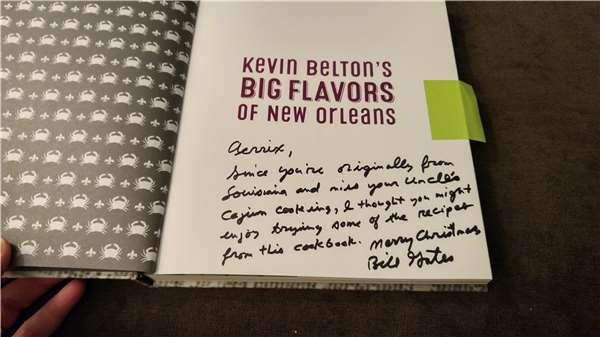 Kevin Belton's
BIG FLAVORS
OF New Orleans
Aerrix,
Since you're originally from
Louisiana and miss your Uncle's
Cajun cooking, I thought you might
enjoy trying some of the recipes
from this cookbook. Merry Christmas
Bill Gates